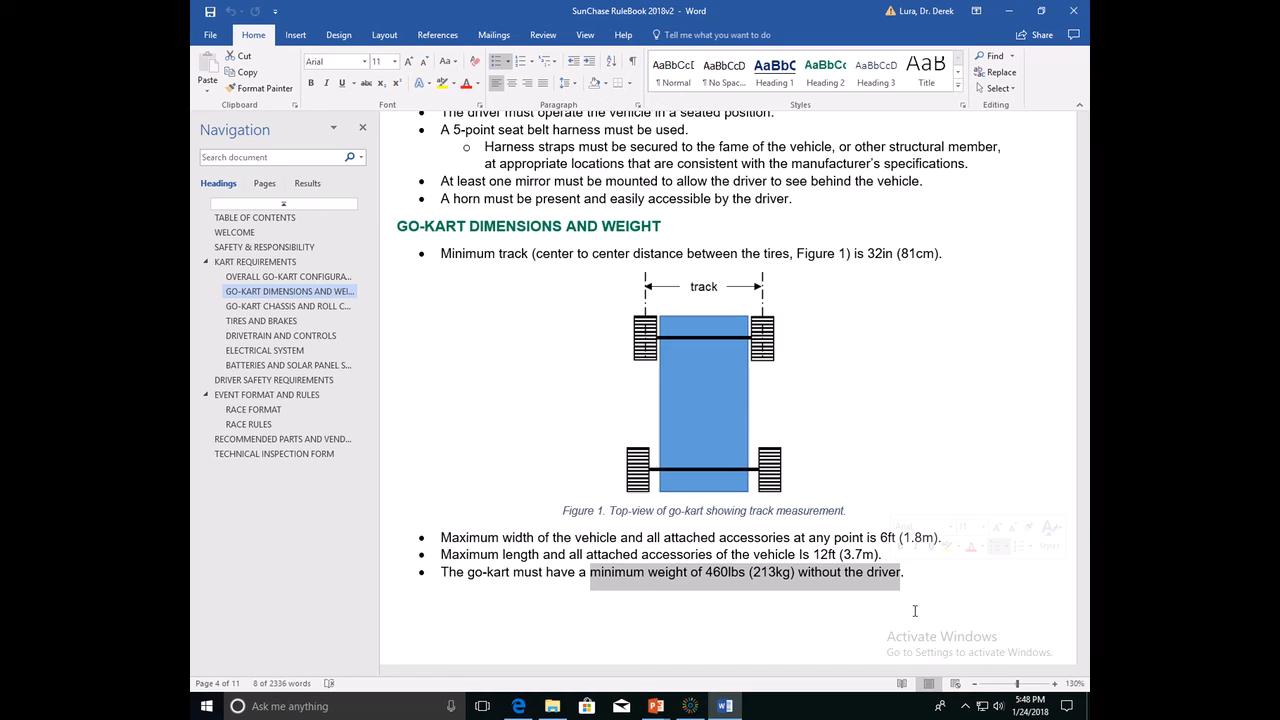 SunChase RuleBook 2018v2 - Word
Lura, Dr. Derek
File Home Insert Design Layout References Mailings Review View Help Tell me what you want to do Share
Paste
Cut
Copy
Format Painter
Clipboard
Arial 11
Font
Paragraph
AaBbCcD AaBbCcD AaBbC AaBbCcD AaBbCcD AaB
¶ Normal ¶ Heading 1 Heading 2 Heading 3 Title
Styles
Find
Replace
Select
Editing
Navigation
Search document
Headings Pages Results
TABLE OF CONTENTS
WELCOME
SAFETY & RESPONSIBILITY
KART REQUIREMENTS
OVERALL GO-KART CONFIGURA...
GO-KART DIMENSIONS AND WEI...
GO-KART CHASSIS AND ROLL C...
TIRES AND BRAKES
DRIVETRAIN AND CONTROLS
ELECTRICAL SYSTEM
BATTERIES AND SOLAR PANEL S...
DRIVER SAFETY REQUIREMENTS
EVENT FORMAT AND RULES
RACE FORMAT
RACE RULES
RECOMMENDED PARTS AND VEND...
TECHNICAL INSPECTION FORM
The driver must operate the vehicle in a seated position.
• A 5-point seat belt harness must be used.
o Harness straps must be secured to the fame of the vehicle, or other structural member,
at appropriate locations that are consistent with the manufacturer's specifications.
• At least one mirror must be mounted to allow the driver to see behind the vehicle.
• A horn must be present and easily accessible by the driver.
GO-KART DIMENSIONS AND WEIGHT
• Minimum track (center to center distance between the tires, Figure 1) is 32in (81cm).
track
Figure 1. Top-view of go-kart showing track measurement.
• Maximum width of the vehicle and all attached accessories at any point is 6ft (1.8m).
• Maximum length and all attached accessories of the vehicle Is 12ft (3.7m).
• The go-kart must have a minimum weight of 460lbs (213kg) without the driver.
Activate Windows
Go to Settings to activate Windows.
Page 4 of 11 8 of 2336 words 130%
Ask me anything
5:48 PM
1/24/2018